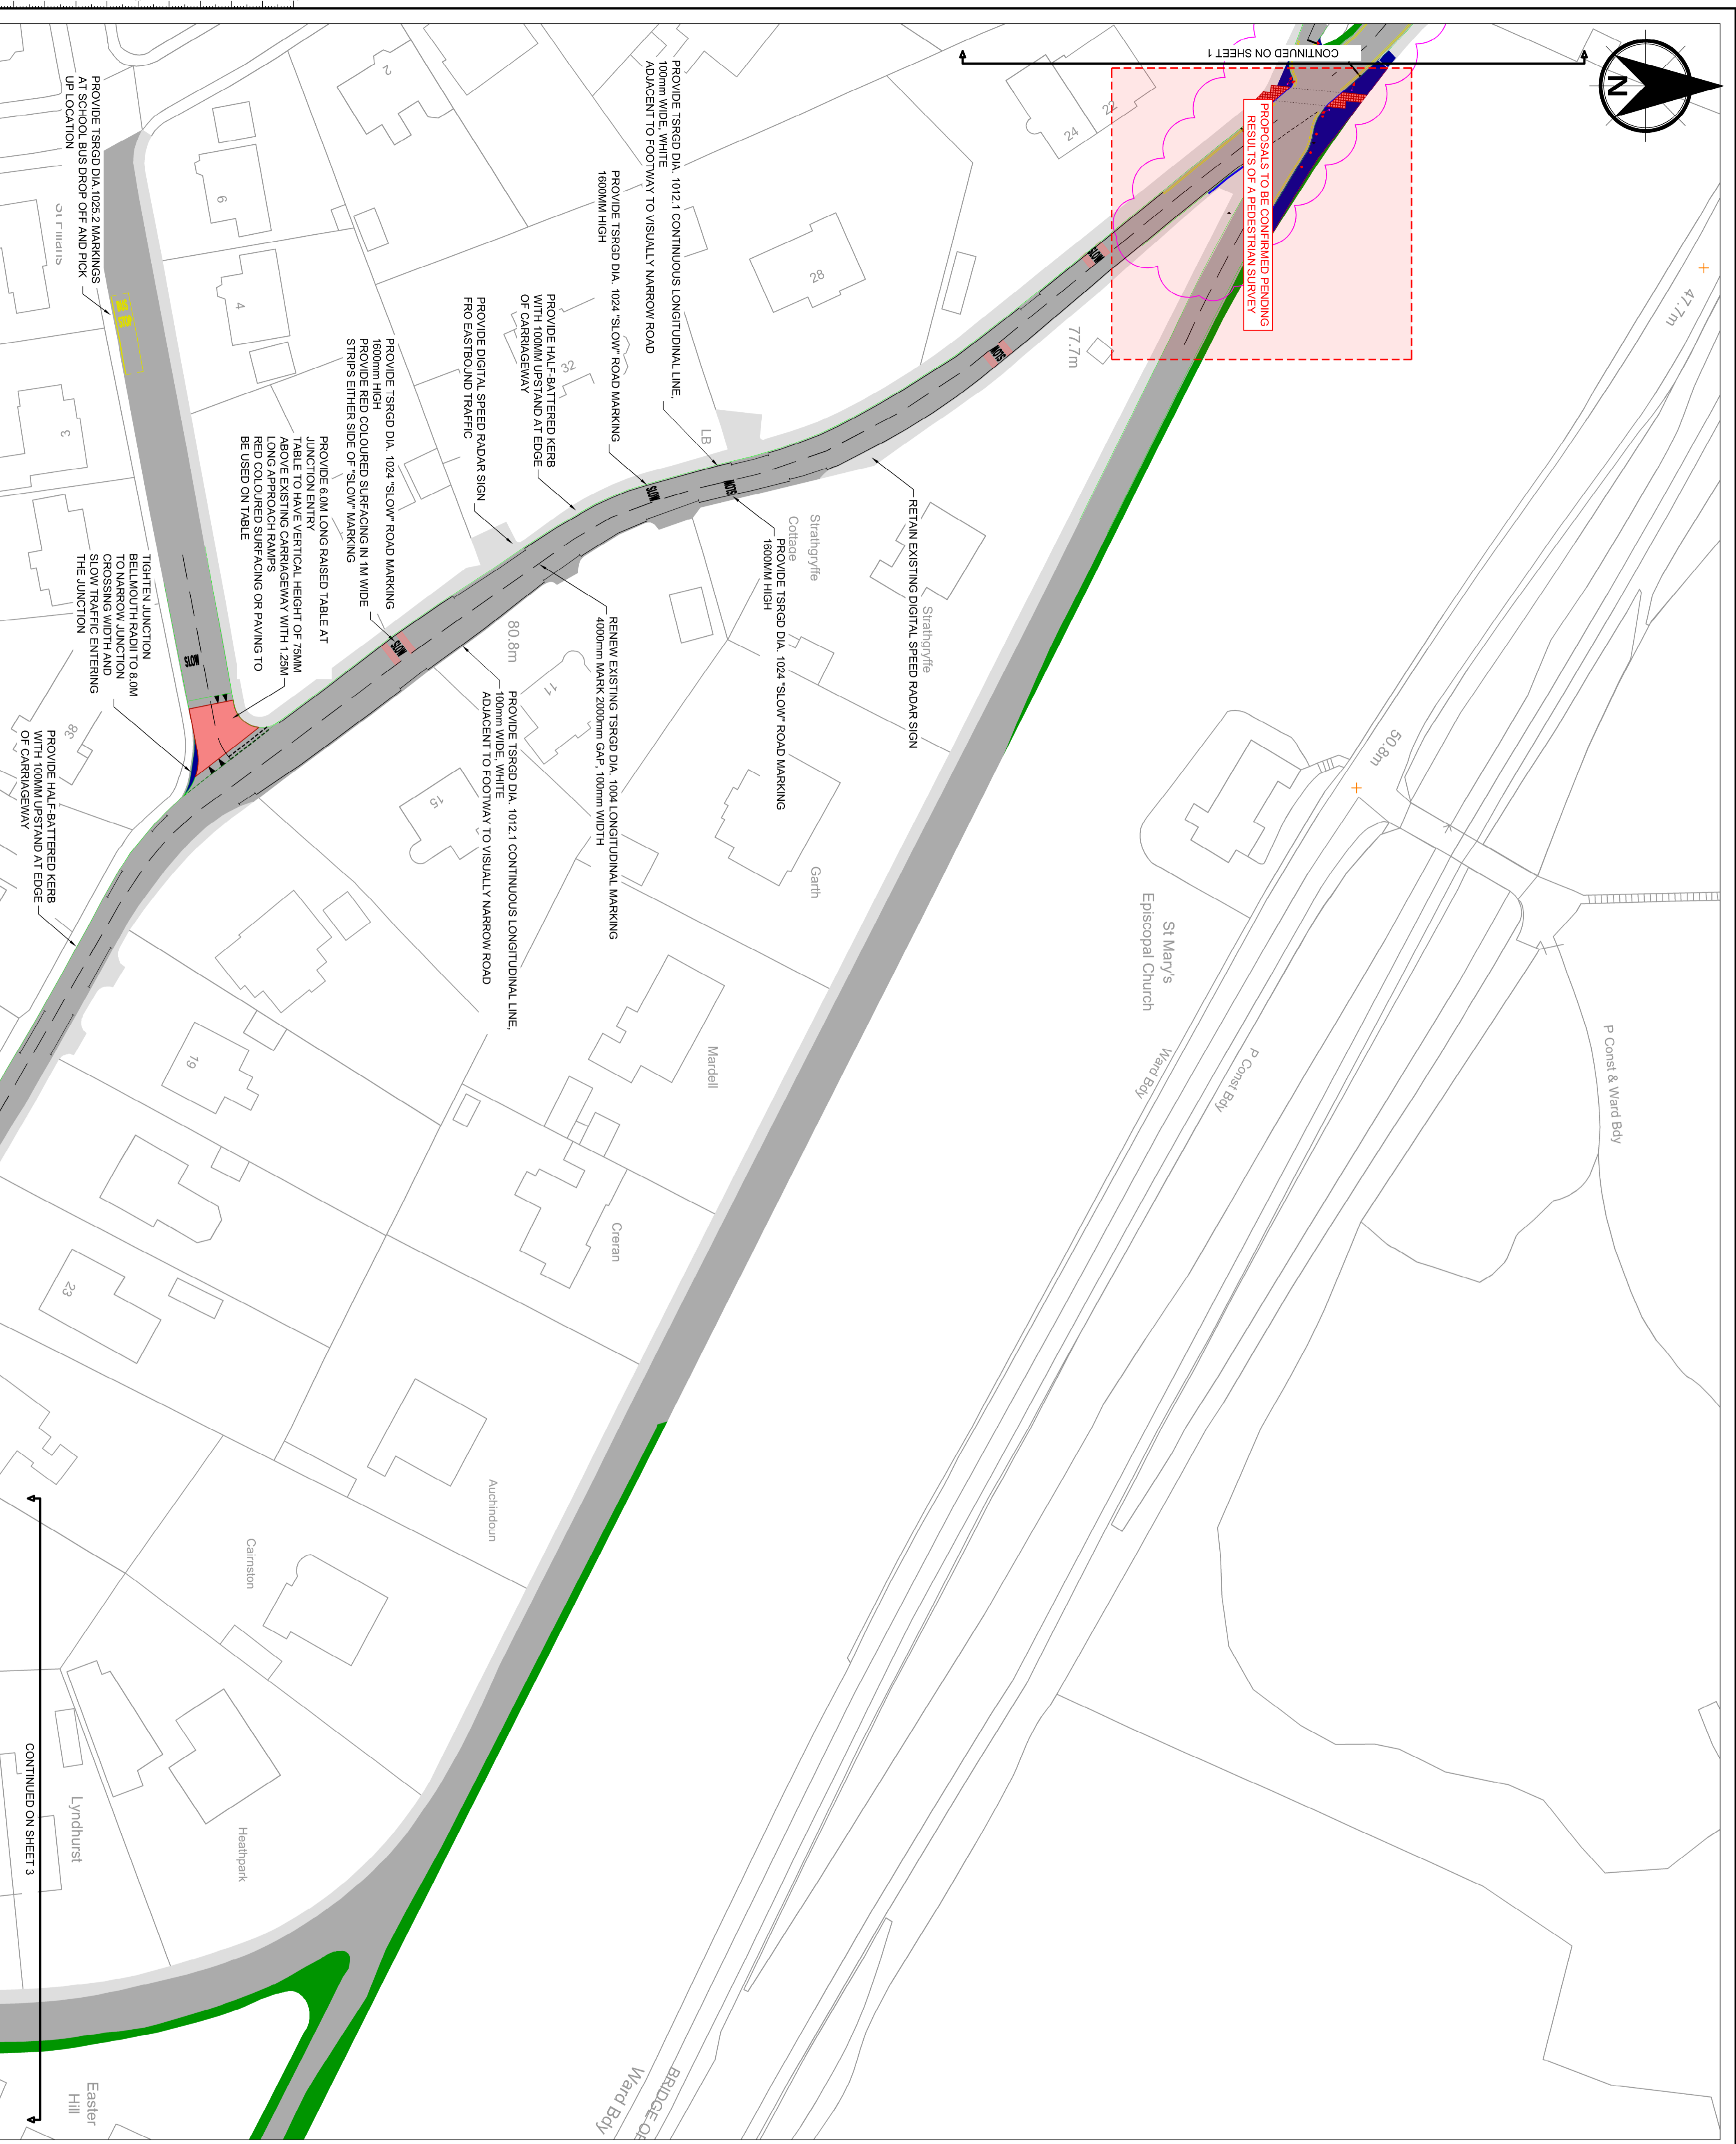 CONTINUED ON SHEET 1
N
PROPOSALS TO BE CONFIRMED PENDING
RESULTS OF A PEDESTRIAN SURVEY
47.7m
50.8m
77.7m
80.8m
PROVIDE TSRGD DIA. 1012.1 CONTINUOUS LONGITUDINAL LINE,
100mm WIDE, WHITE
ADJACENT TO FOOTWAY TO VISUALLY NARROW ROAD
PROVIDE TSRGD DIA. 1024 "SLOW" ROAD MARKING
1600MM HIGH
PROVIDE HALF-BATTERED KERB
WITH 100MM UPSTAND AT EDGE
OF CARRIAGEWAY
PROVIDE DIGITAL SPEED RADAR SIGN
FRO EASTBOUND TRAFFIC
PROVIDE TSRGD DIA. 1024 "SLOW" ROAD MARKING
1600mm HIGH
PROVIDE RED COLOURED SURFACING IN 1M WIDE
STRIPS EITHER SIDE OF "SLOW" MARKING
PROVIDE 6.0M LONG RAISED TABLE AT
JUNCTION ENTRY
TABLE TO HAVE VERTICAL HEIGHT OF 75MM
ABOVE EXISTING CARRIAGEWAY WITH 1.25M
LONG APPROACH RAMPS
RED COLOURED SURFACING OR PAVING TO
BE USED ON TABLE
TIGHTEN JUNCTION
BELLMOUTH RADII TO 8.0M
TO NARROW JUNCTION
CROSSING WIDTH AND
SLOW TRAFFIC ENTERING
THE JUNCTION
PROVIDE HALF-BATTERED KERB
WITH 100MM UPSTAND AT EDGE
OF CARRIAGEWAY
PROVIDE TSRGD DIA.1025.2 MARKINGS
AT SCHOOL BUS DROP OFF AND PICK
UP LOCATION
RETAIN EXISTING DIGITAL SPEED RADAR SIGN
PROVIDE TSRGD DIA. 1024 "SLOW" ROAD MARKING
1600MM HIGH
RENEW EXISTING TSRGD DIA. 1004 LONGITUDINAL MARKING
4000mm MARK 2000mm GAP, 100mm WIDTH
PROVIDE TSRGD DIA. 1012.1 CONTINUOUS LONGITUDINAL LINE,
100mm WIDE, WHITE
ADJACENT TO FOOTWAY TO VISUALLY NARROW ROAD
SLOW
SLOW
SLOW
SLOW
SLOW
SLOW
2
6
4
3
22
24
28
32
LB
11
15
19
23
Strathgryffe
Cottage
Strathgryffe
Garth
Mardell
Creran
Auchindoun
Cairnston
Heathpark
Lyndhurst
Easter
Hill
St Mary's
Episcopal Church
Ward Bdy
P Const Bdy
P Const & Ward Bdy
Ward Bdy
BRIDGE OF
CONTINUED ON SHEET 3